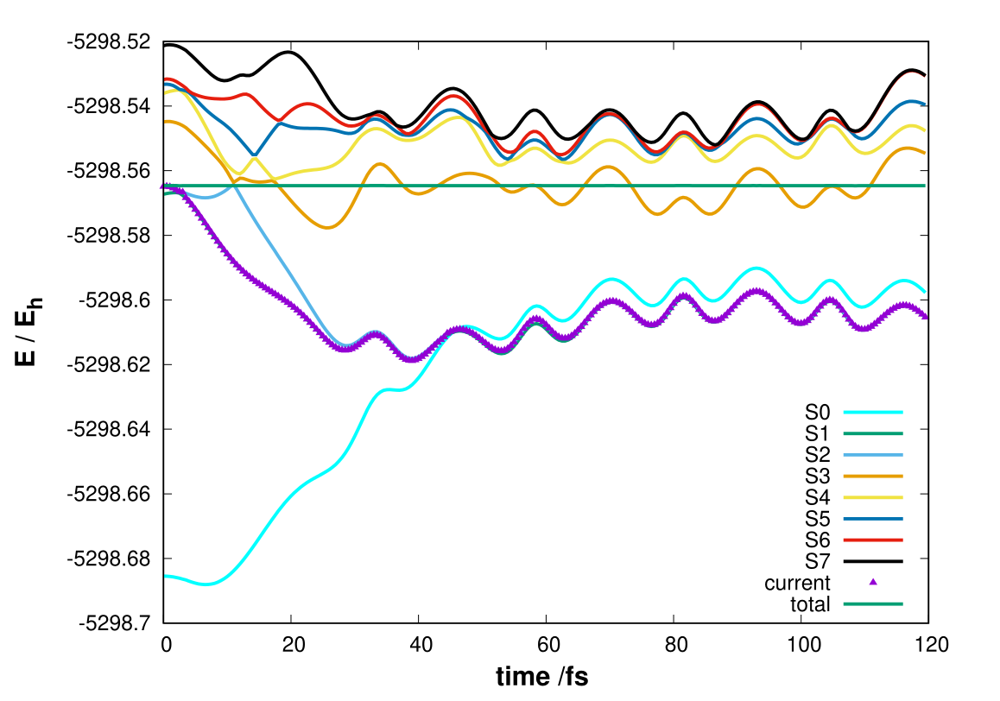 -5298.52
-5298.54
-5298.56
-5298.58
-5298.6
-5298.62
-5298.64
-5298.66
-5298.68
-5298.7
E / Eh
0 20 40 60 80 100 120
time /fs
S0
S1
S2
S3
S4
S5
S6
S7
current
total